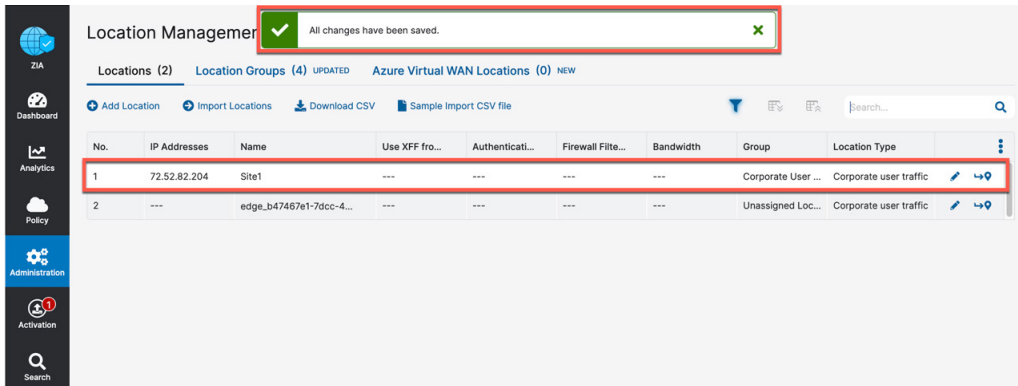 Location Managemen
All changes have been saved.
ZIA
Locations (2) Location Groups (4) UPDATED Azure Virtual WAN Locations (0) NEW
Dashboard
Add Location Import Locations Download CSV Sample Import CSV file Search...
No. IP Addresses Name Use XFF fro... Authenticati... Firewall Filte... Bandwidth Group Location Type
Analytics
1 72.52.82.204 Site1 --- --- --- --- Corporate User ... Corporate user traffic
2 --- edge_b47467e1-7dcc-4... --- --- --- --- Unassigned Loc... Corporate user traffic
Policy
Administration
1
Activation
Search